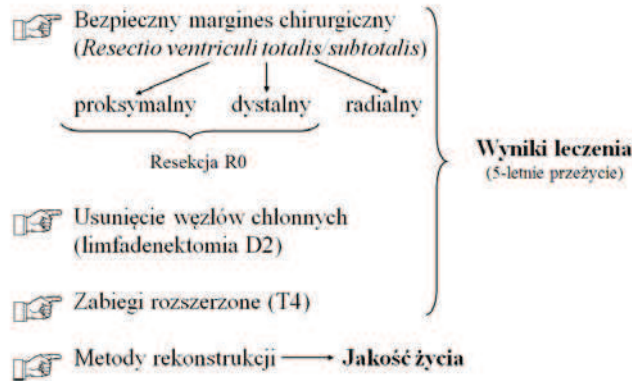 Bezpieczny margines chirurgiczny
(Resectio ventriculi totalis/subtotalis)
proksymalny dystalny radialny
Resekcja R0
Wyniki leczenia
(5-letnie przeżycie)
Usunięcie węzłów chłonnych
(limfadenektomia D2)
Zabiegi rozszerzone (T4)
Metody rekonstrukcji Jakość życia